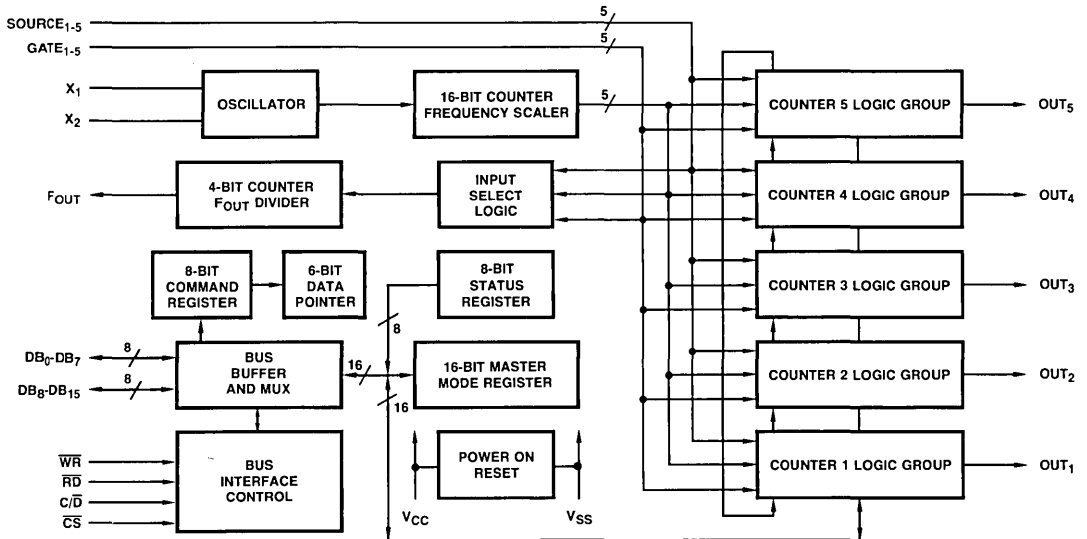 SOURCE1-5
5
GATE1-5
5
X1
X2
OSCILLATOR
16-BIT COUNTER
FREQUENCY SCALER
5
COUNTER 5 LOGIC GROUP
OUT5
FOUT
4-BIT COUNTER
FOUT DIVIDER
INPUT
SELECT
LOGIC
COUNTER 4 LOGIC GROUP
OUT4
8-BIT
COMMAND
REGISTER
6-BIT
DATA
POINTER
8-BIT
STATUS
REGISTER
8
COUNTER 3 LOGIC GROUP
OUT3
DB0-DB7
8
DB8-DB15
8
BUS
BUFFER
AND MUX
16
16
16-BIT MASTER
MODE REGISTER
COUNTER 2 LOGIC GROUP
OUT2
WR
RD
C/D
CS
BUS
INTERFACE
CONTROL
POWER ON
RESET
VCC
VSS
COUNTER 1 LOGIC GROUP
OUT1